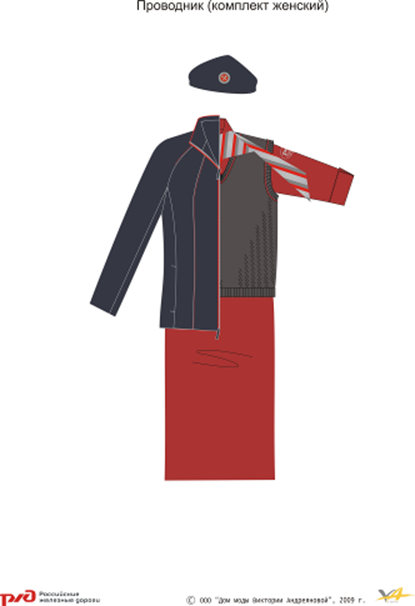 Проводник (комплект женский)
РЖД Российские
железные дороги
© ООО "Дом моды Виктории Андреяновой", 2009 г.